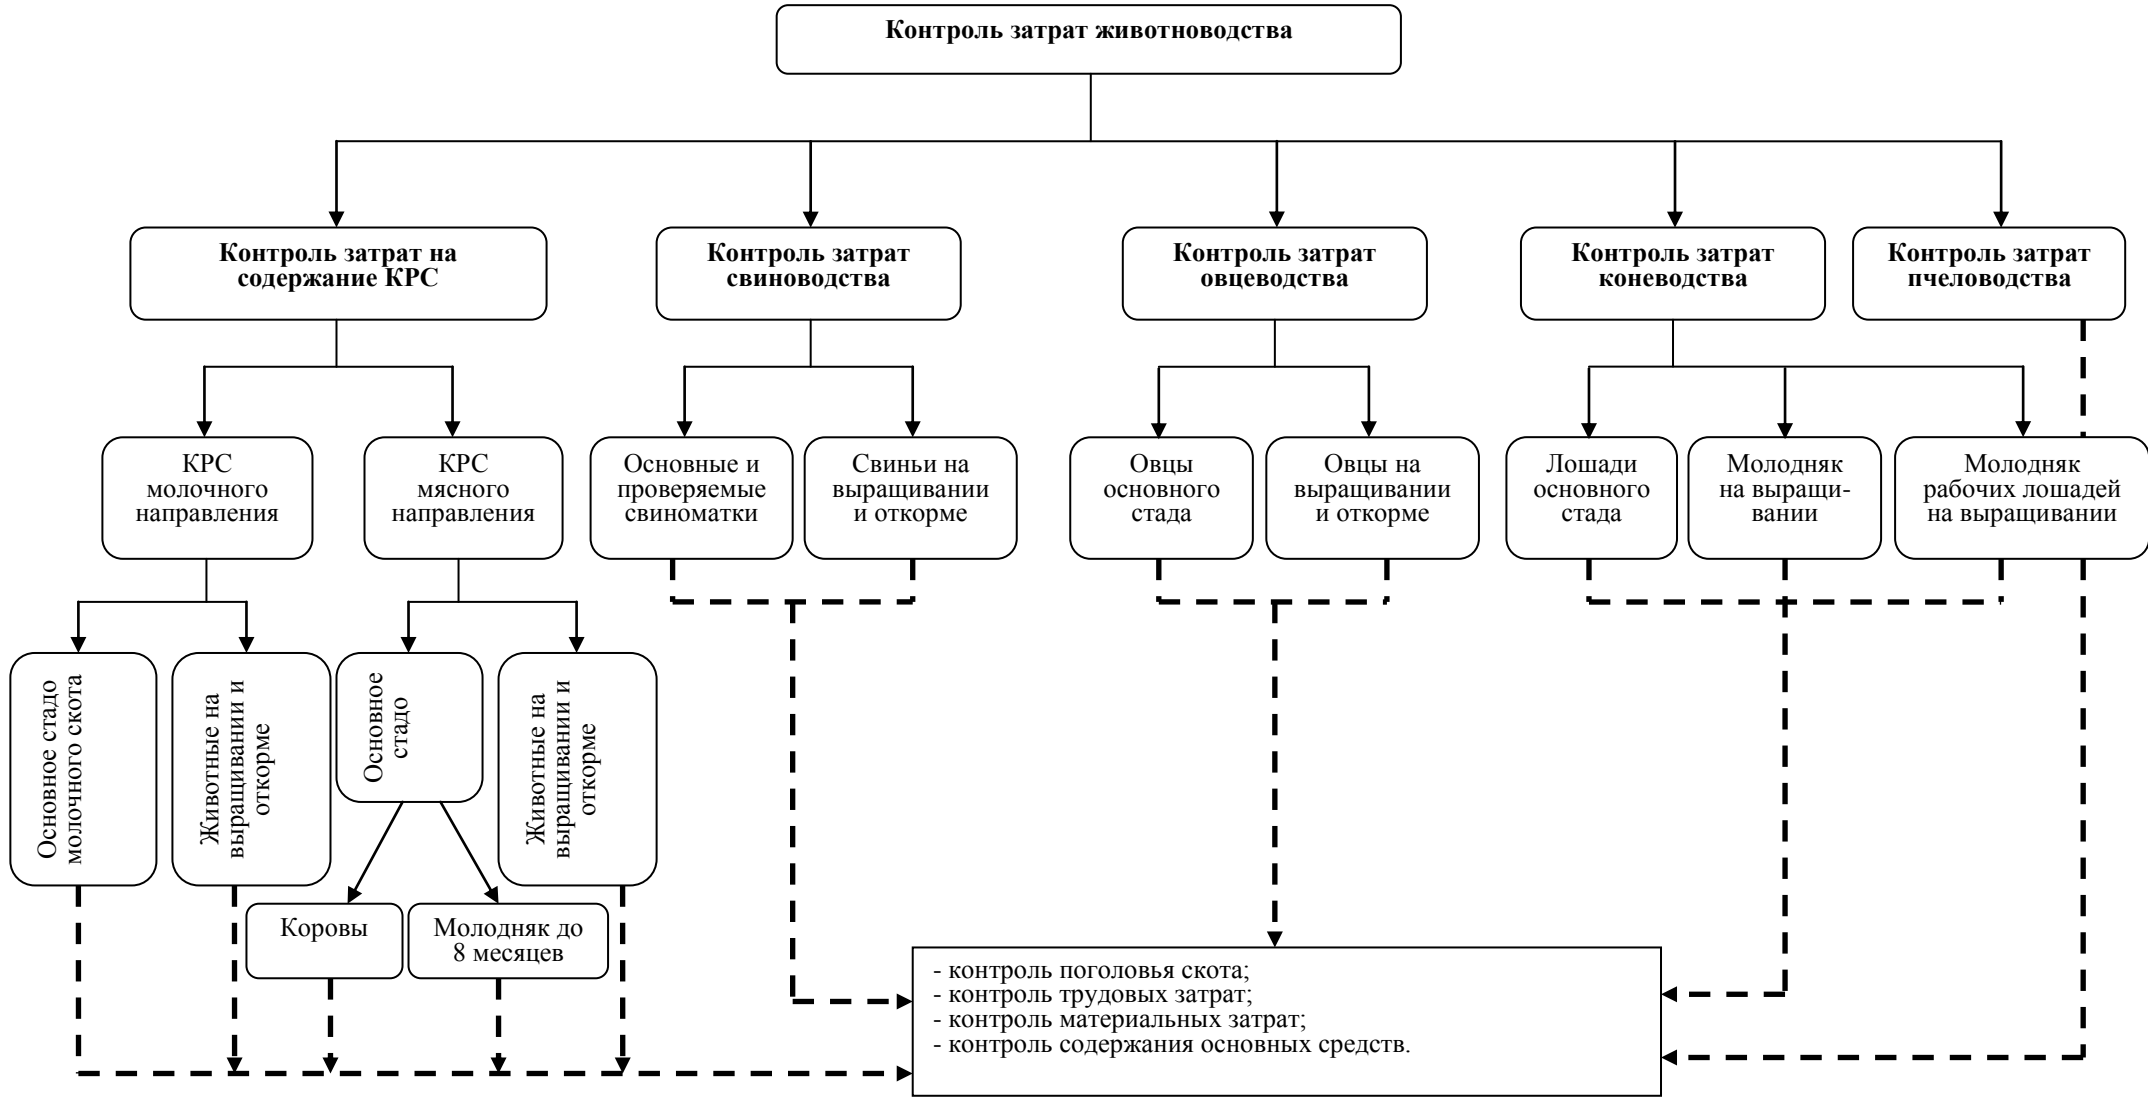 Контроль затрат животноводства
Контроль затрат на
содержание КРС
Контроль затрат
свиноводства
Контроль затрат
овцеводства
Контроль затрат
коневодства
Контроль затрат
пчеловодства
КРС
молочного
направления
КРС
мясного
направления
Основные и
проверяемые
свиноматки
Свиньи на
выращивании
и откорме
Овцы
основного
стада
Овцы на
выращивании
и откорме
Лошади
основного
стада
Молодняк
на выращи-
вании
Молодняк
рабочих лошадей
на выращивании
Основное стадо
молочного скота
Животные на
выращивании и
откорме
Основное
стадо
Животные на
выращивании и
откорме
Коровы
Молодняк до
8 месяцев
- контроль поголовья скота;
- контроль трудовых затрат;
- контроль материальных затрат;
- контроль содержания основных средств.